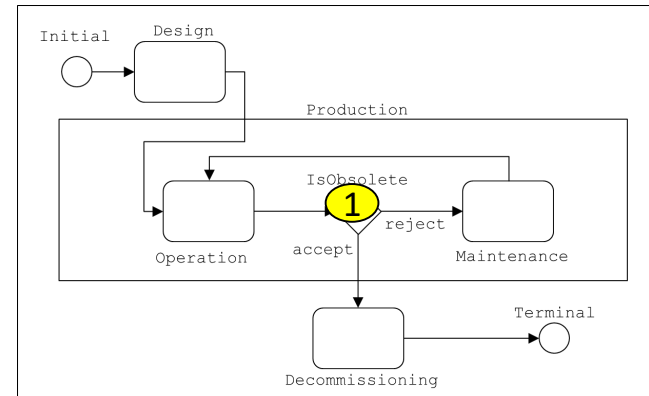 Design
Initial
Production
IsObsolete
1
reject
accept
Operation
Maintenance
Terminal
Decommissioning